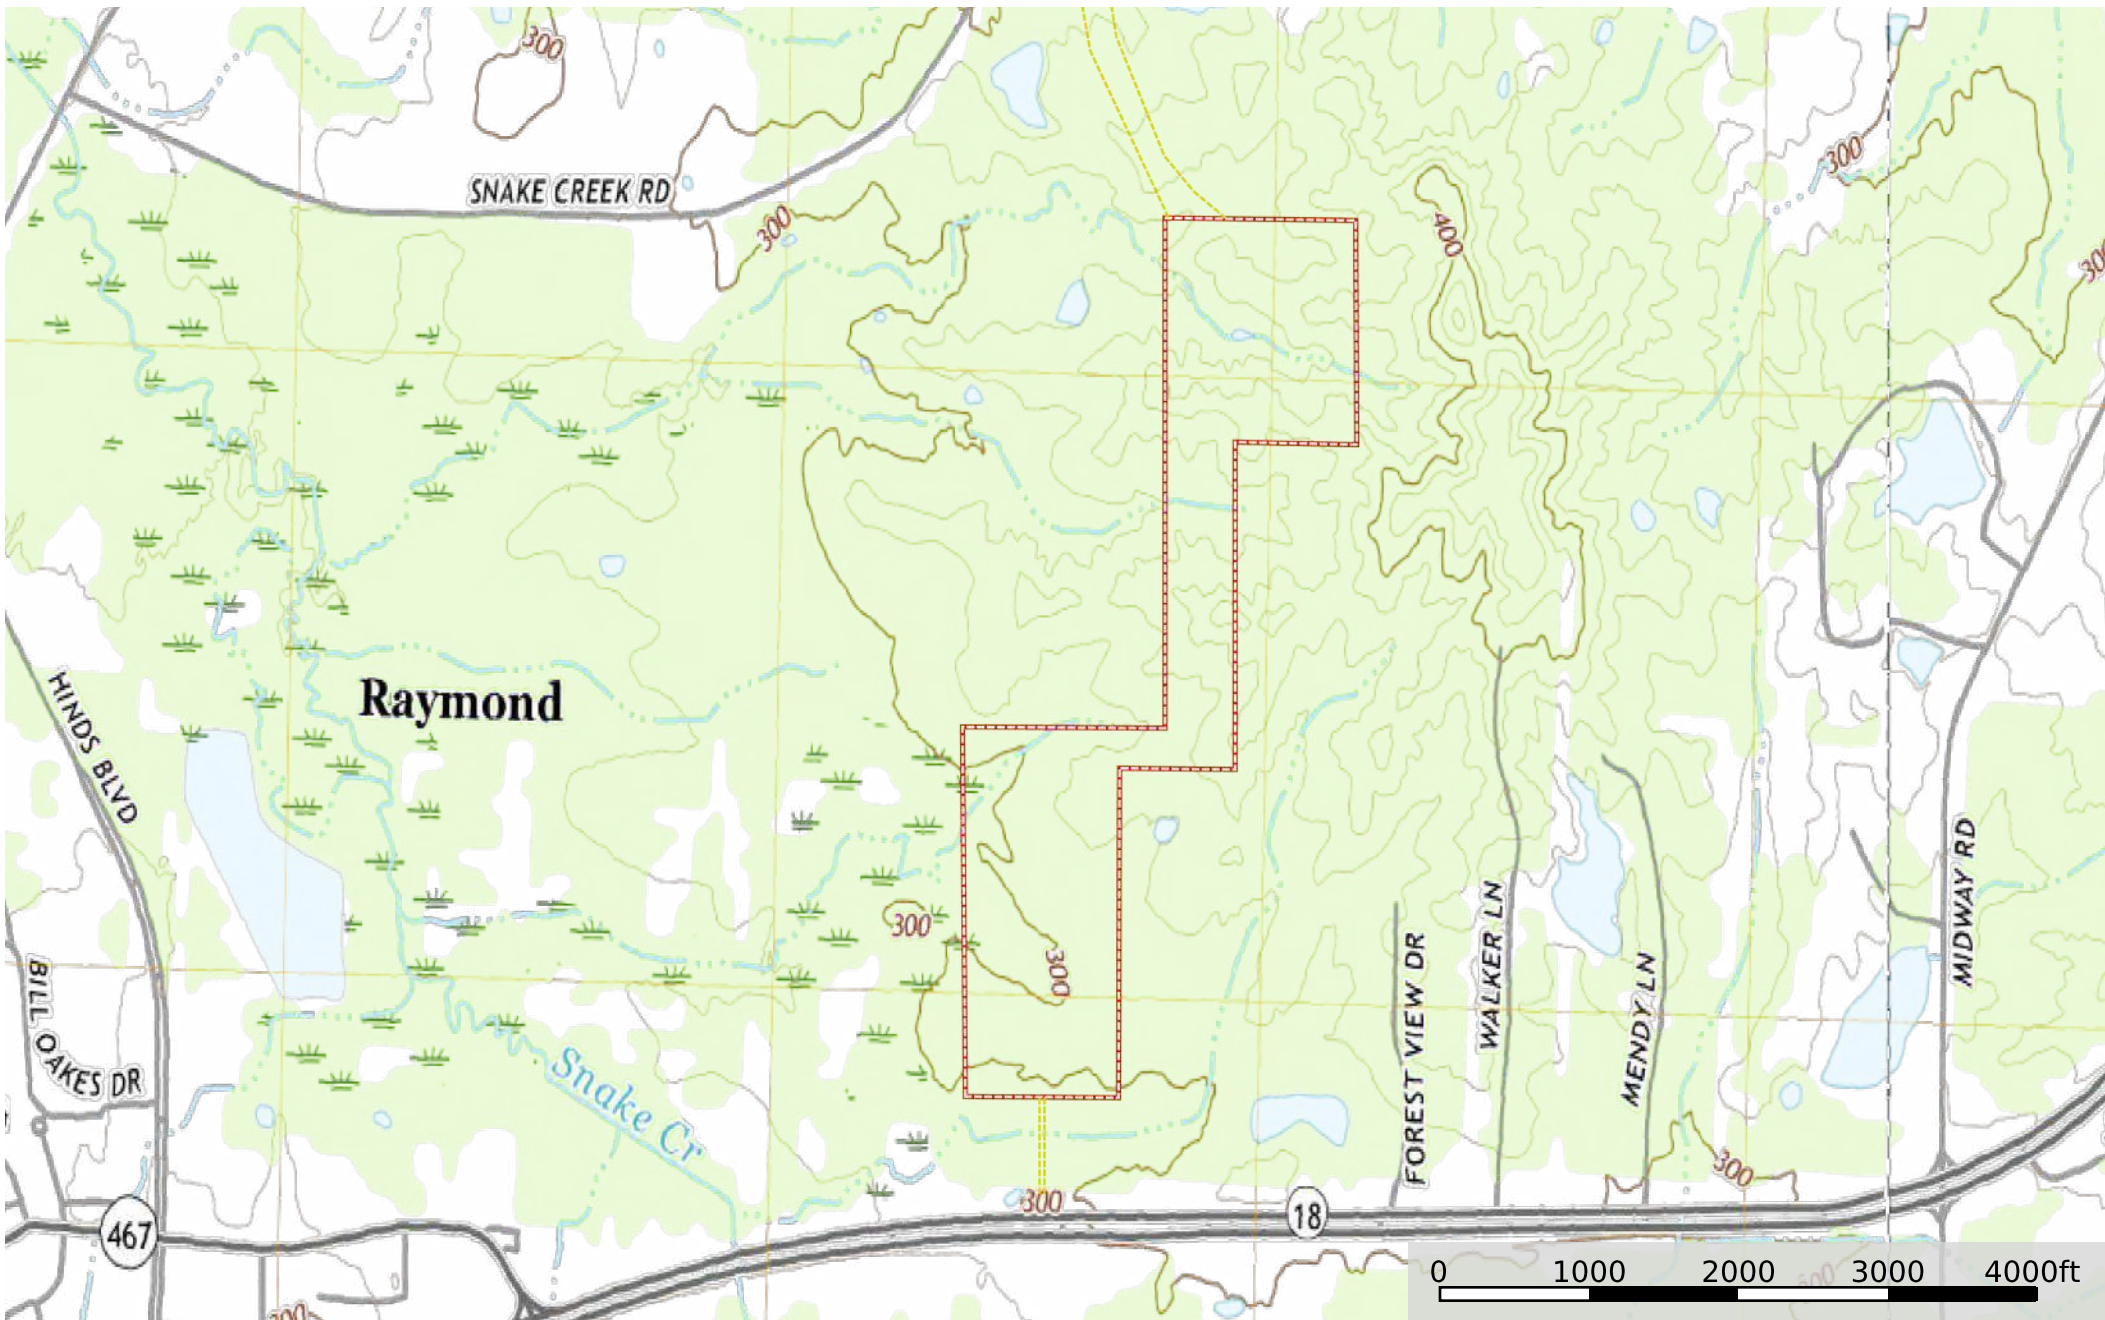 300
SNAKE CREEK RD
300
300
400
300
Raymond
HINDS BLVD
300
300
BILL OAKES DR
Snake Cr
FOREST VIEW DR
WALKER LN
MENDY LN
MIDWAY RD
300
300
18
467
0 1000 2000 3000 4000ft